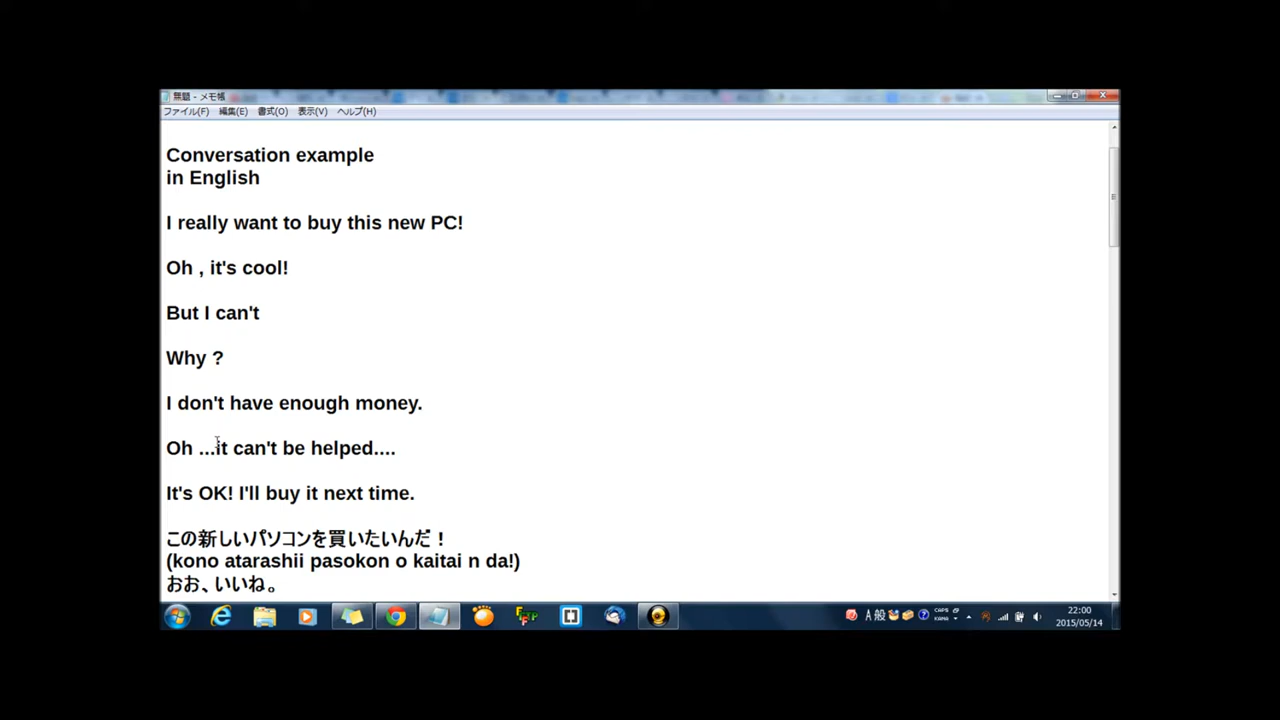 無題 - メモ帳
ファイル(F) 編集(E) 書式(O) 表示(V) ヘルプ(H)
Conversation example
in English
I really want to buy this new PC!
Oh , it's cool!
But I can't
Why ?
I don't have enough money.
Oh ...it can't be helped....
It's OK! I'll buy it next time.
この新しいパソコンを買いたいんだ！
(kono atarashii pasokon o kaitai n da!)
おお、いいね。
A 般 CAPS KANA
22:00
2015/05/14